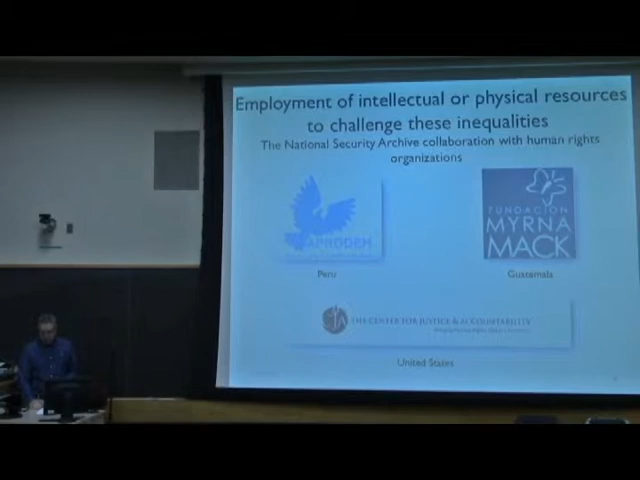 Employment of intellectual or physical resources
to challenge these inequalities
The National Security Archive collaboration with human rights
organizations
APRODEH
FUNDACION
MYRNA
MACK
Peru
Guatemala
THE CENTER FOR JUSTICE & ACCOUNTABILITY
United States